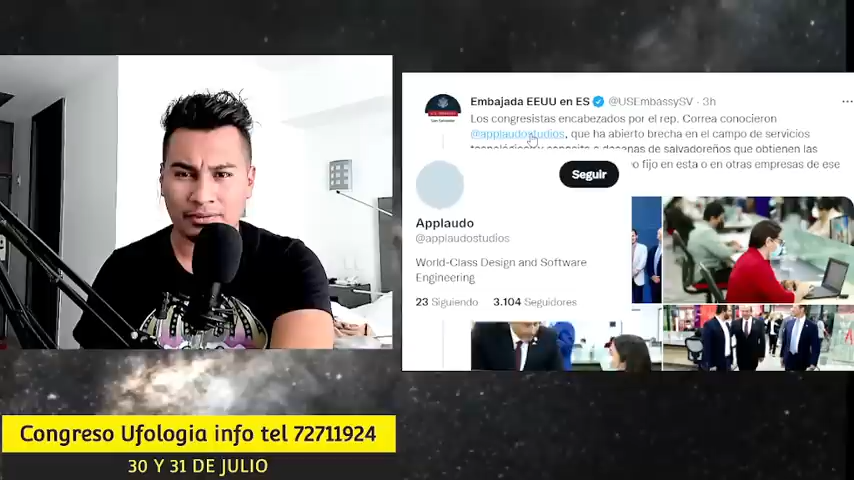 Embajada EEUU en ES @USEmbassySV · 3h
Los congresistas encabezados por el rep. Correa conocieron
@applaudostudios, que ha abierto brecha en el campo de servicios
decenas de salvadoreños que obtienen las
o fijo en esta o en otras empresas de ese
Seguir
Applaudo
@applaudostudios
World-Class Design and Software
Engineering
23 Siguiendo 3.104 Seguidores
Congreso Ufologia info tel 72711924
30 Y 31 DE JULIO